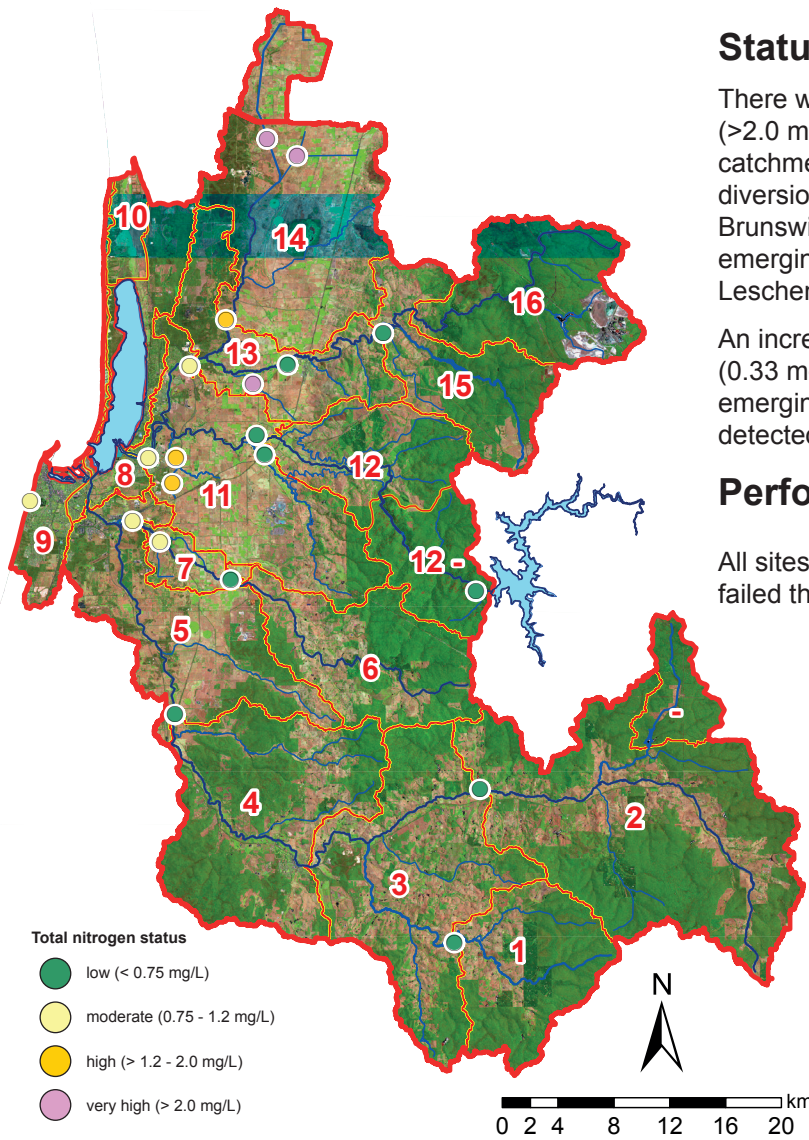 Statu
There w
(>2.0 m
catchme
diversio
Brunswi
emergin
Lescher
An incre
(0.33 m
emergin
detected
Perfo
All sites
failed th
10
14
16
13
15
12
8
11
9
12 -
7
5
6
-
4
2
3
1
Total nitrogen status
low (< 0.75 mg/L)
moderate (0.75 - 1.2 mg/L)
high (> 1.2 - 2.0 mg/L)
very high (> 2.0 mg/L)
N
km
0 2 4 8 12 16 20